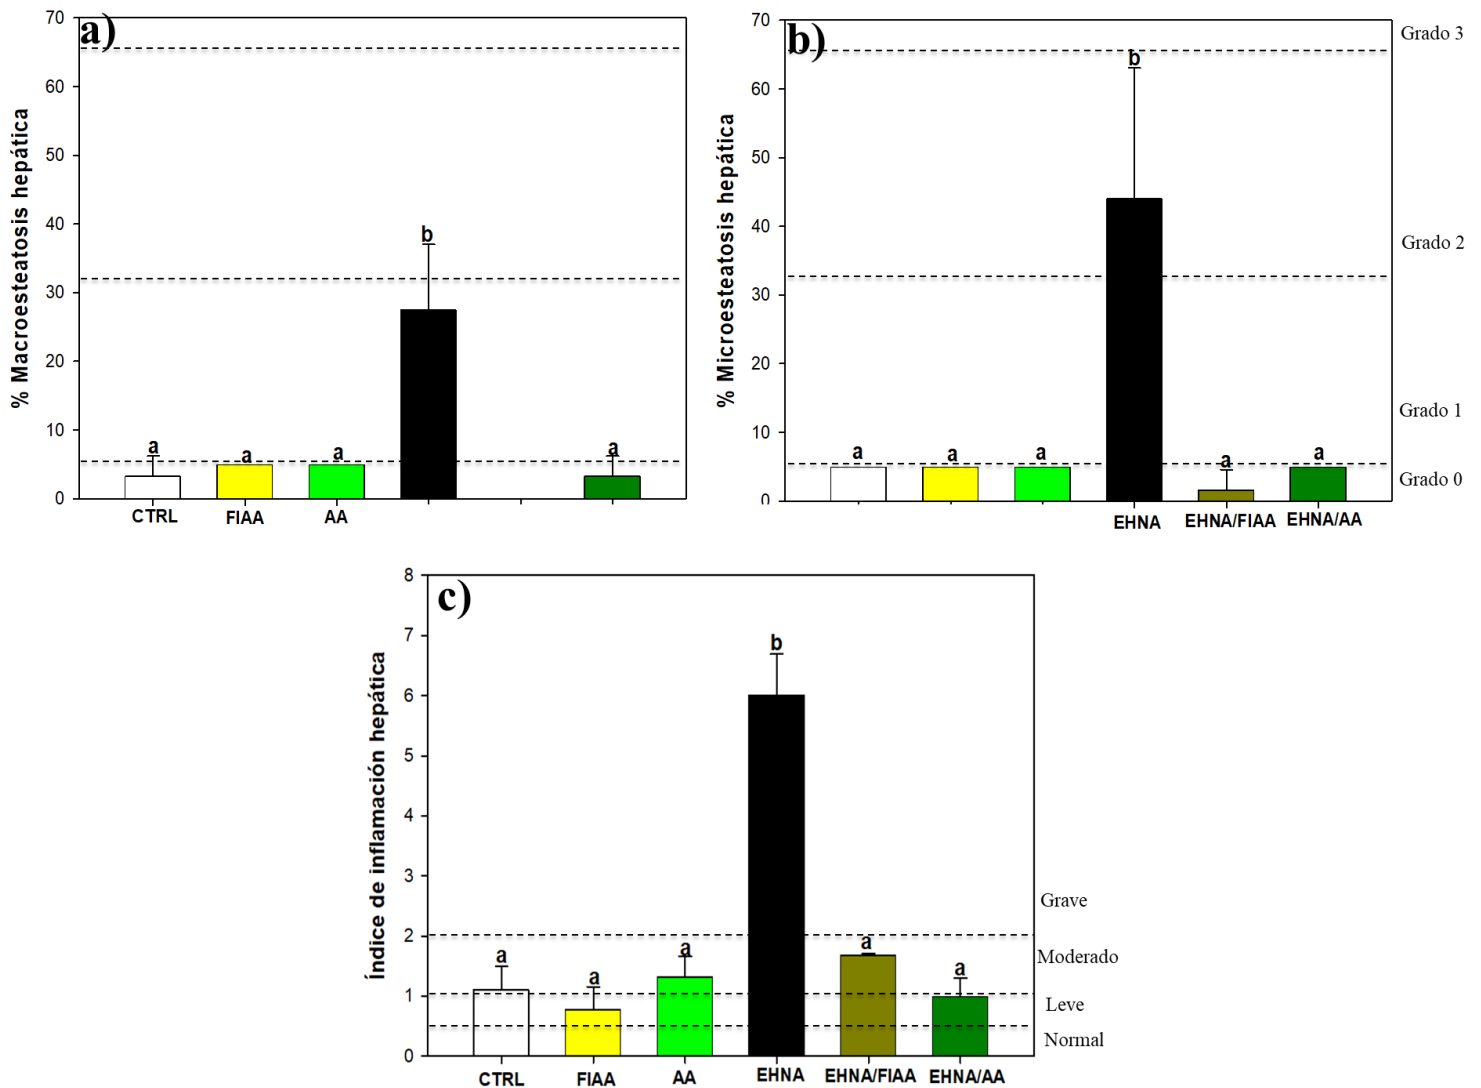 a)
% Macroesteatosis hepática
70
60
50
40
30
20
10
0
a
a
a
b
a
CTRL
FIAA
AA
b)
% Microesteatosis hepática
70
60
50
40
30
20
10
0
a
a
a
b
a
a
EHNA
EHNA/FIAA
EHNA/AA
Grado 3
Grado 2
Grado 1
Grado 0
c)
Índice de inflamación hepática
8
7
6
5
4
3
2
1
0
a
a
a
b
a
a
CTRL
FIAA
AA
EHNA
EHNA/FIAA
EHNA/AA
Grave
Moderado
Leve
Normal